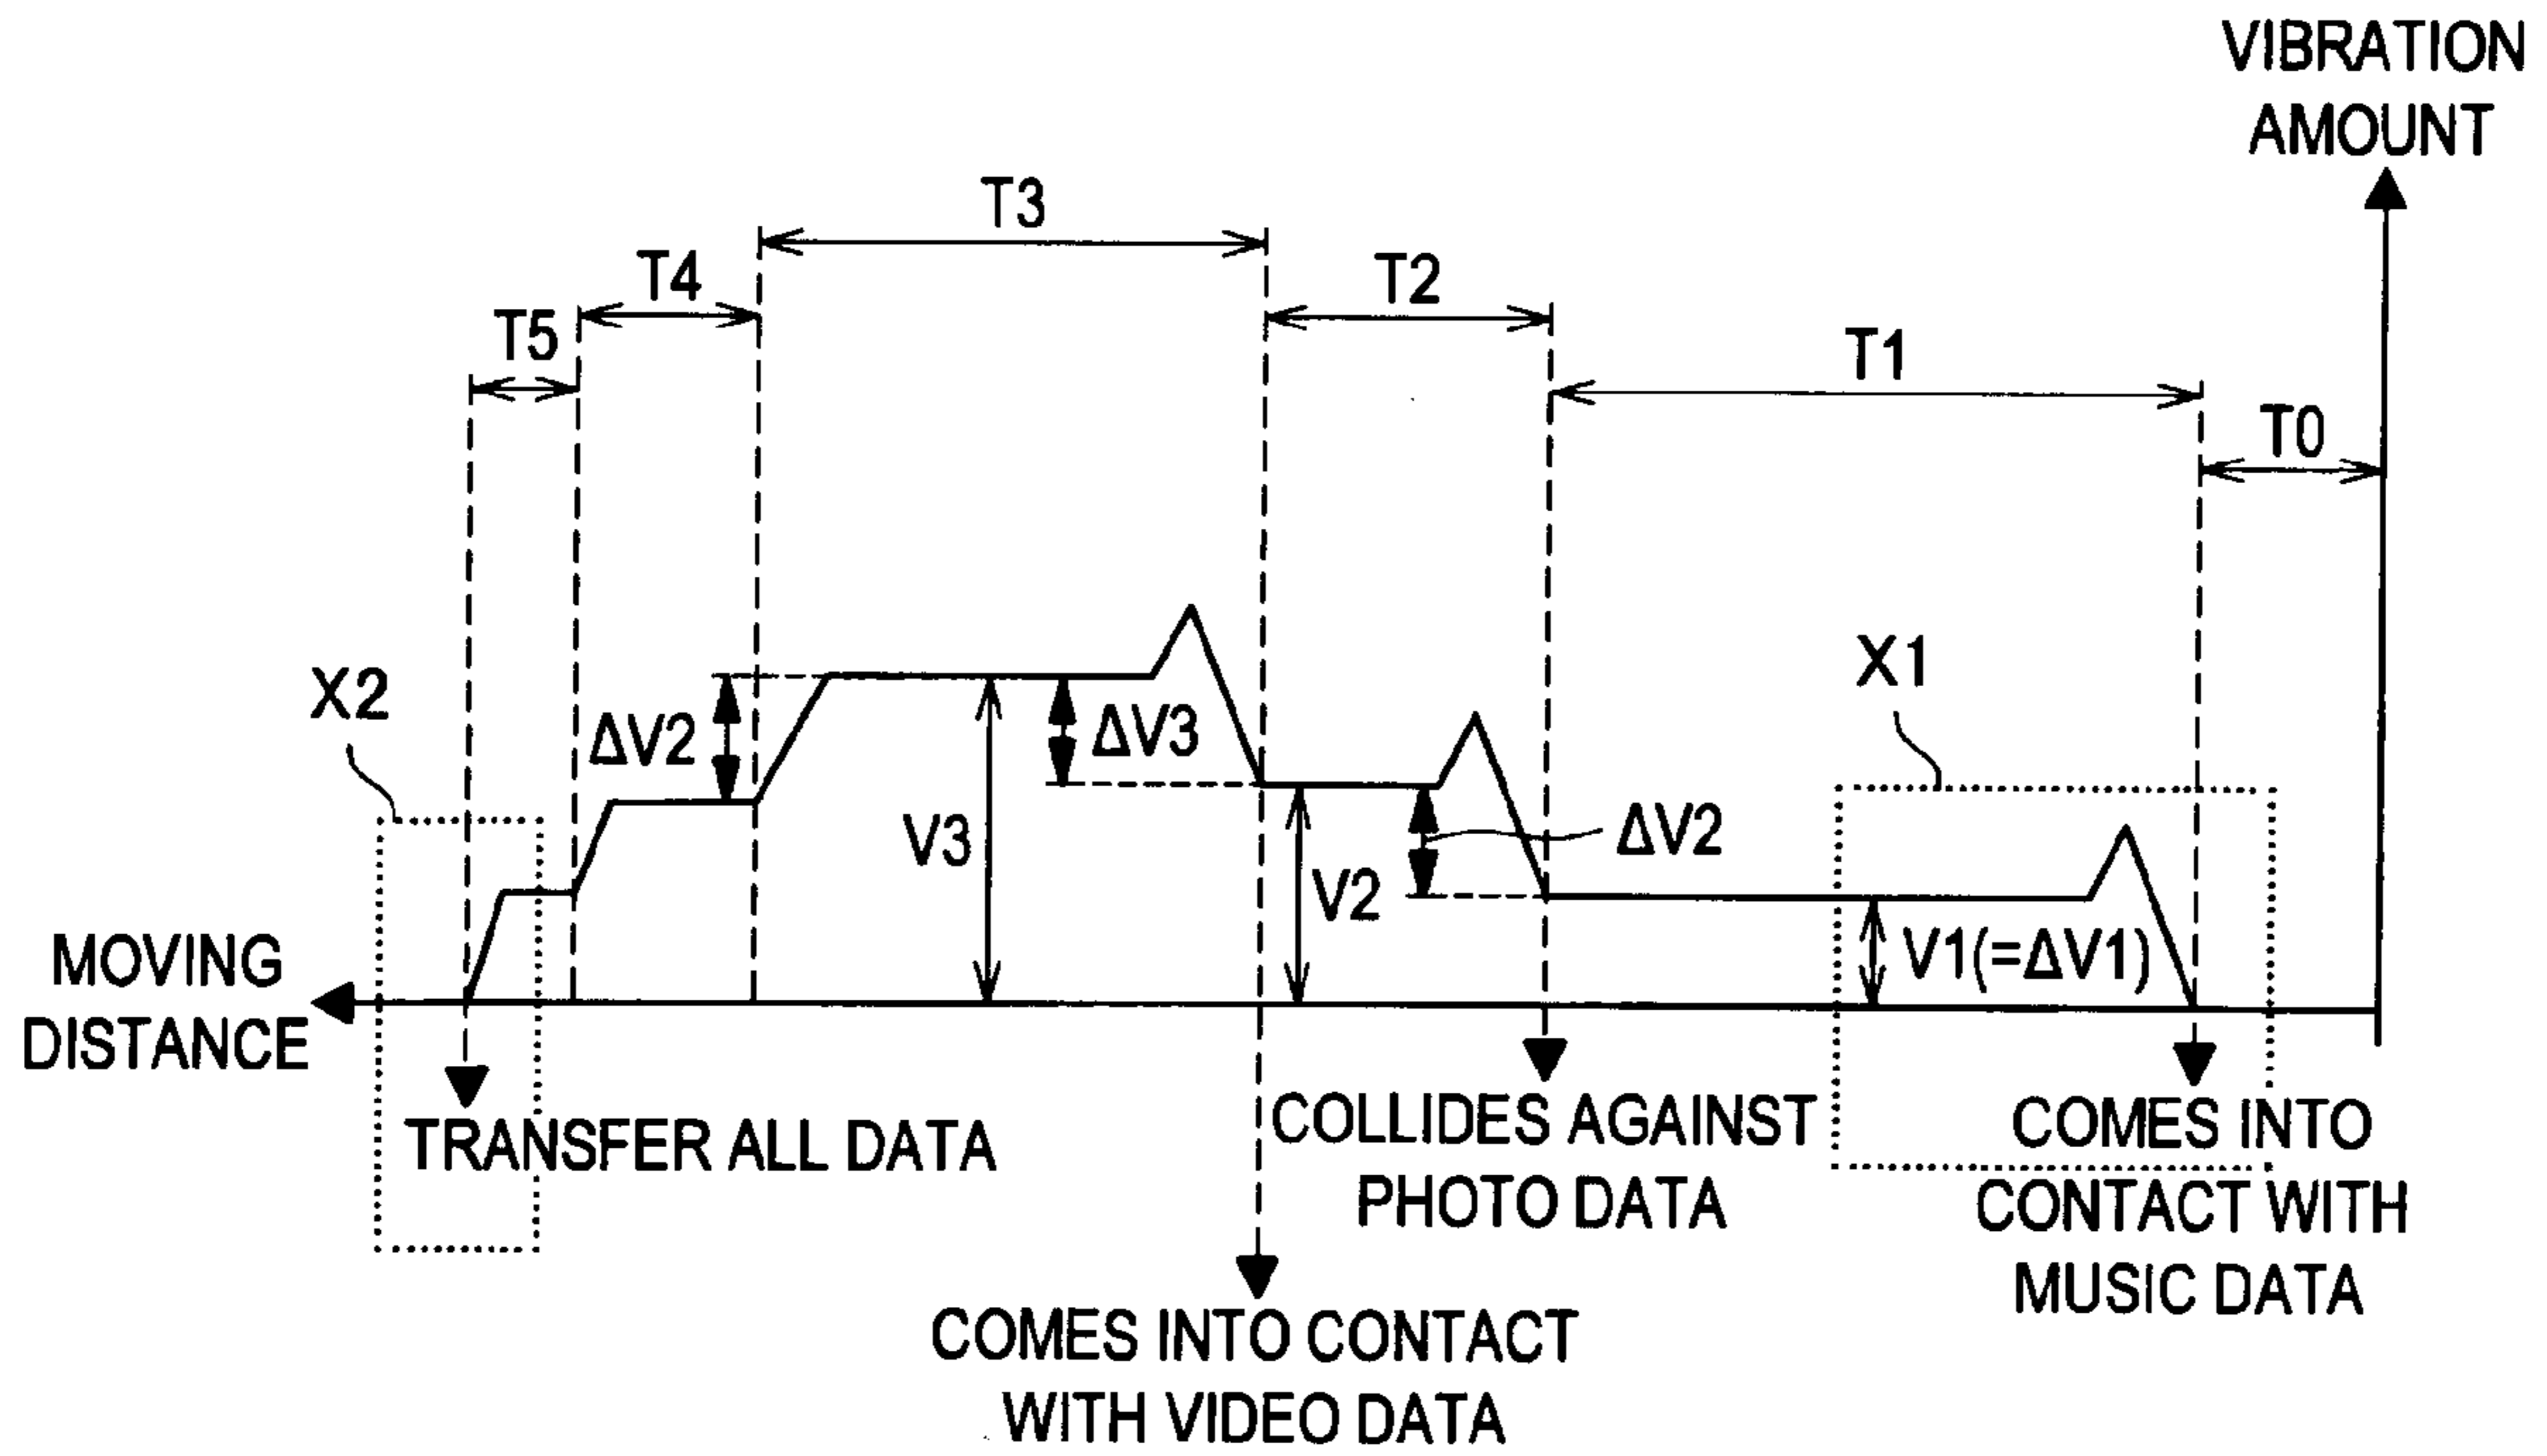 VIBRATION
AMOUNT
T3
T4
T2
T5
T1
T0
X1
X2
ΔV2
ΔV3
V3
ΔV2
V2
V1(=ΔV1)
MOVING
DISTANCE
TRANSFER ALL DATA
COLLIDES AGAINST
PHOTO DATA
COMES INTO
CONTACT WITH
MUSIC DATA
COMES INTO CONTACT
WITH VIDEO DATA